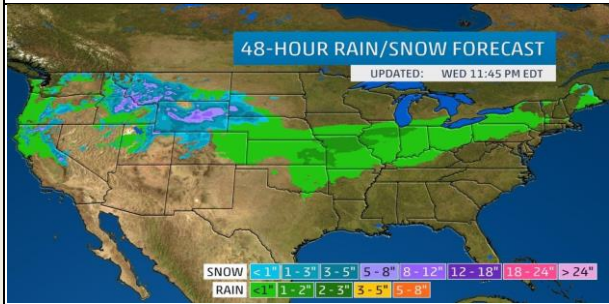 48-HOUR RAIN/SNOW FORECAST
UPDATED: WED 11:45 PM EDT
SNOW <1" 1 - 3" 3 - 5" 5 - 8" 8 - 12" 12 - 18" 18 - 24" > 24"
RAIN <1" 1 - 2" 2 - 3" 3 - 5" 5 - 8"